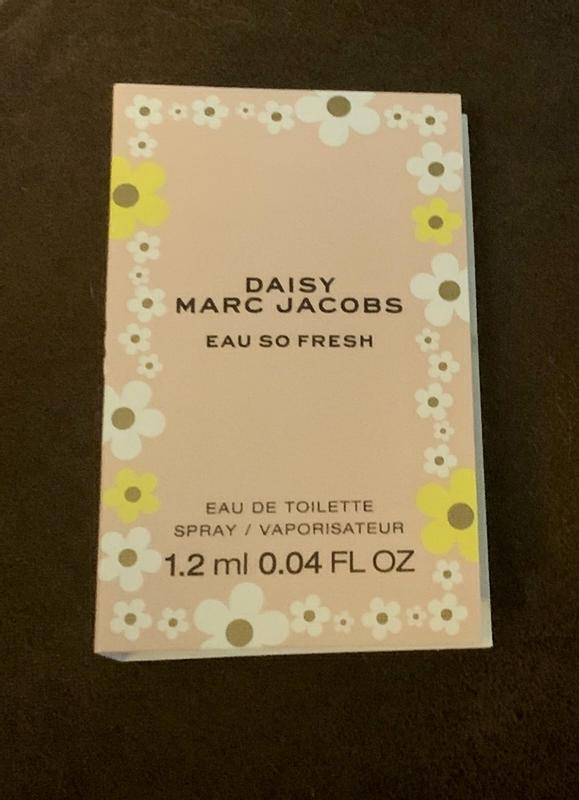 DAISY
MARC JACOBS
EAU SO FRESH
EAU DE TOILETTE
SPRAY / VAPORISATEUR
1.2 ml 0.04 FL OZ